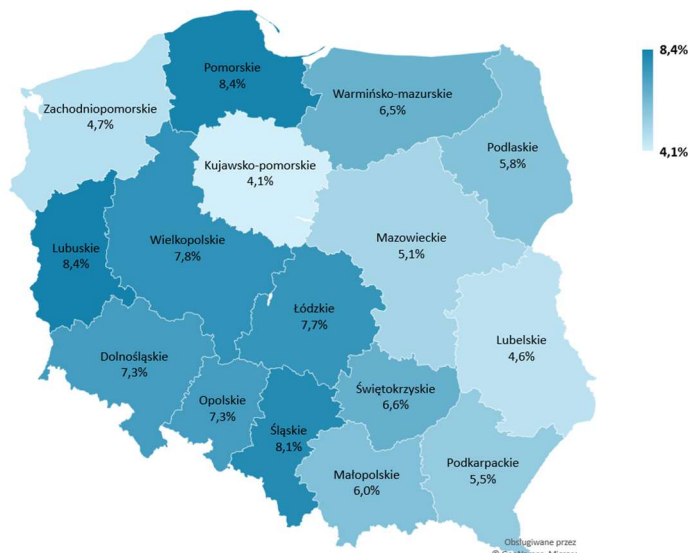 Pomorskie
8,4%
8,4%
Warmińsko-mazurskie
6,5%
Zachodniopomorskie
4,7%
Podlaskie
5,8%
4,1%
Kujawsko-pomorskie
4,1%
Mazowieckie
5,1%
Wielkopolskie
7,8%
Lubuskie
8,4%
Łódzkie
7,7%
Lubelskie
4,6%
Dolnośląskie
7,3%
Świętokrzyskie
6,6%
Opolskie
7,3%
Śląskie
8,1%
Podkarpackie
5,5%
Małopolskie
6,0%
Obsługiwane przez